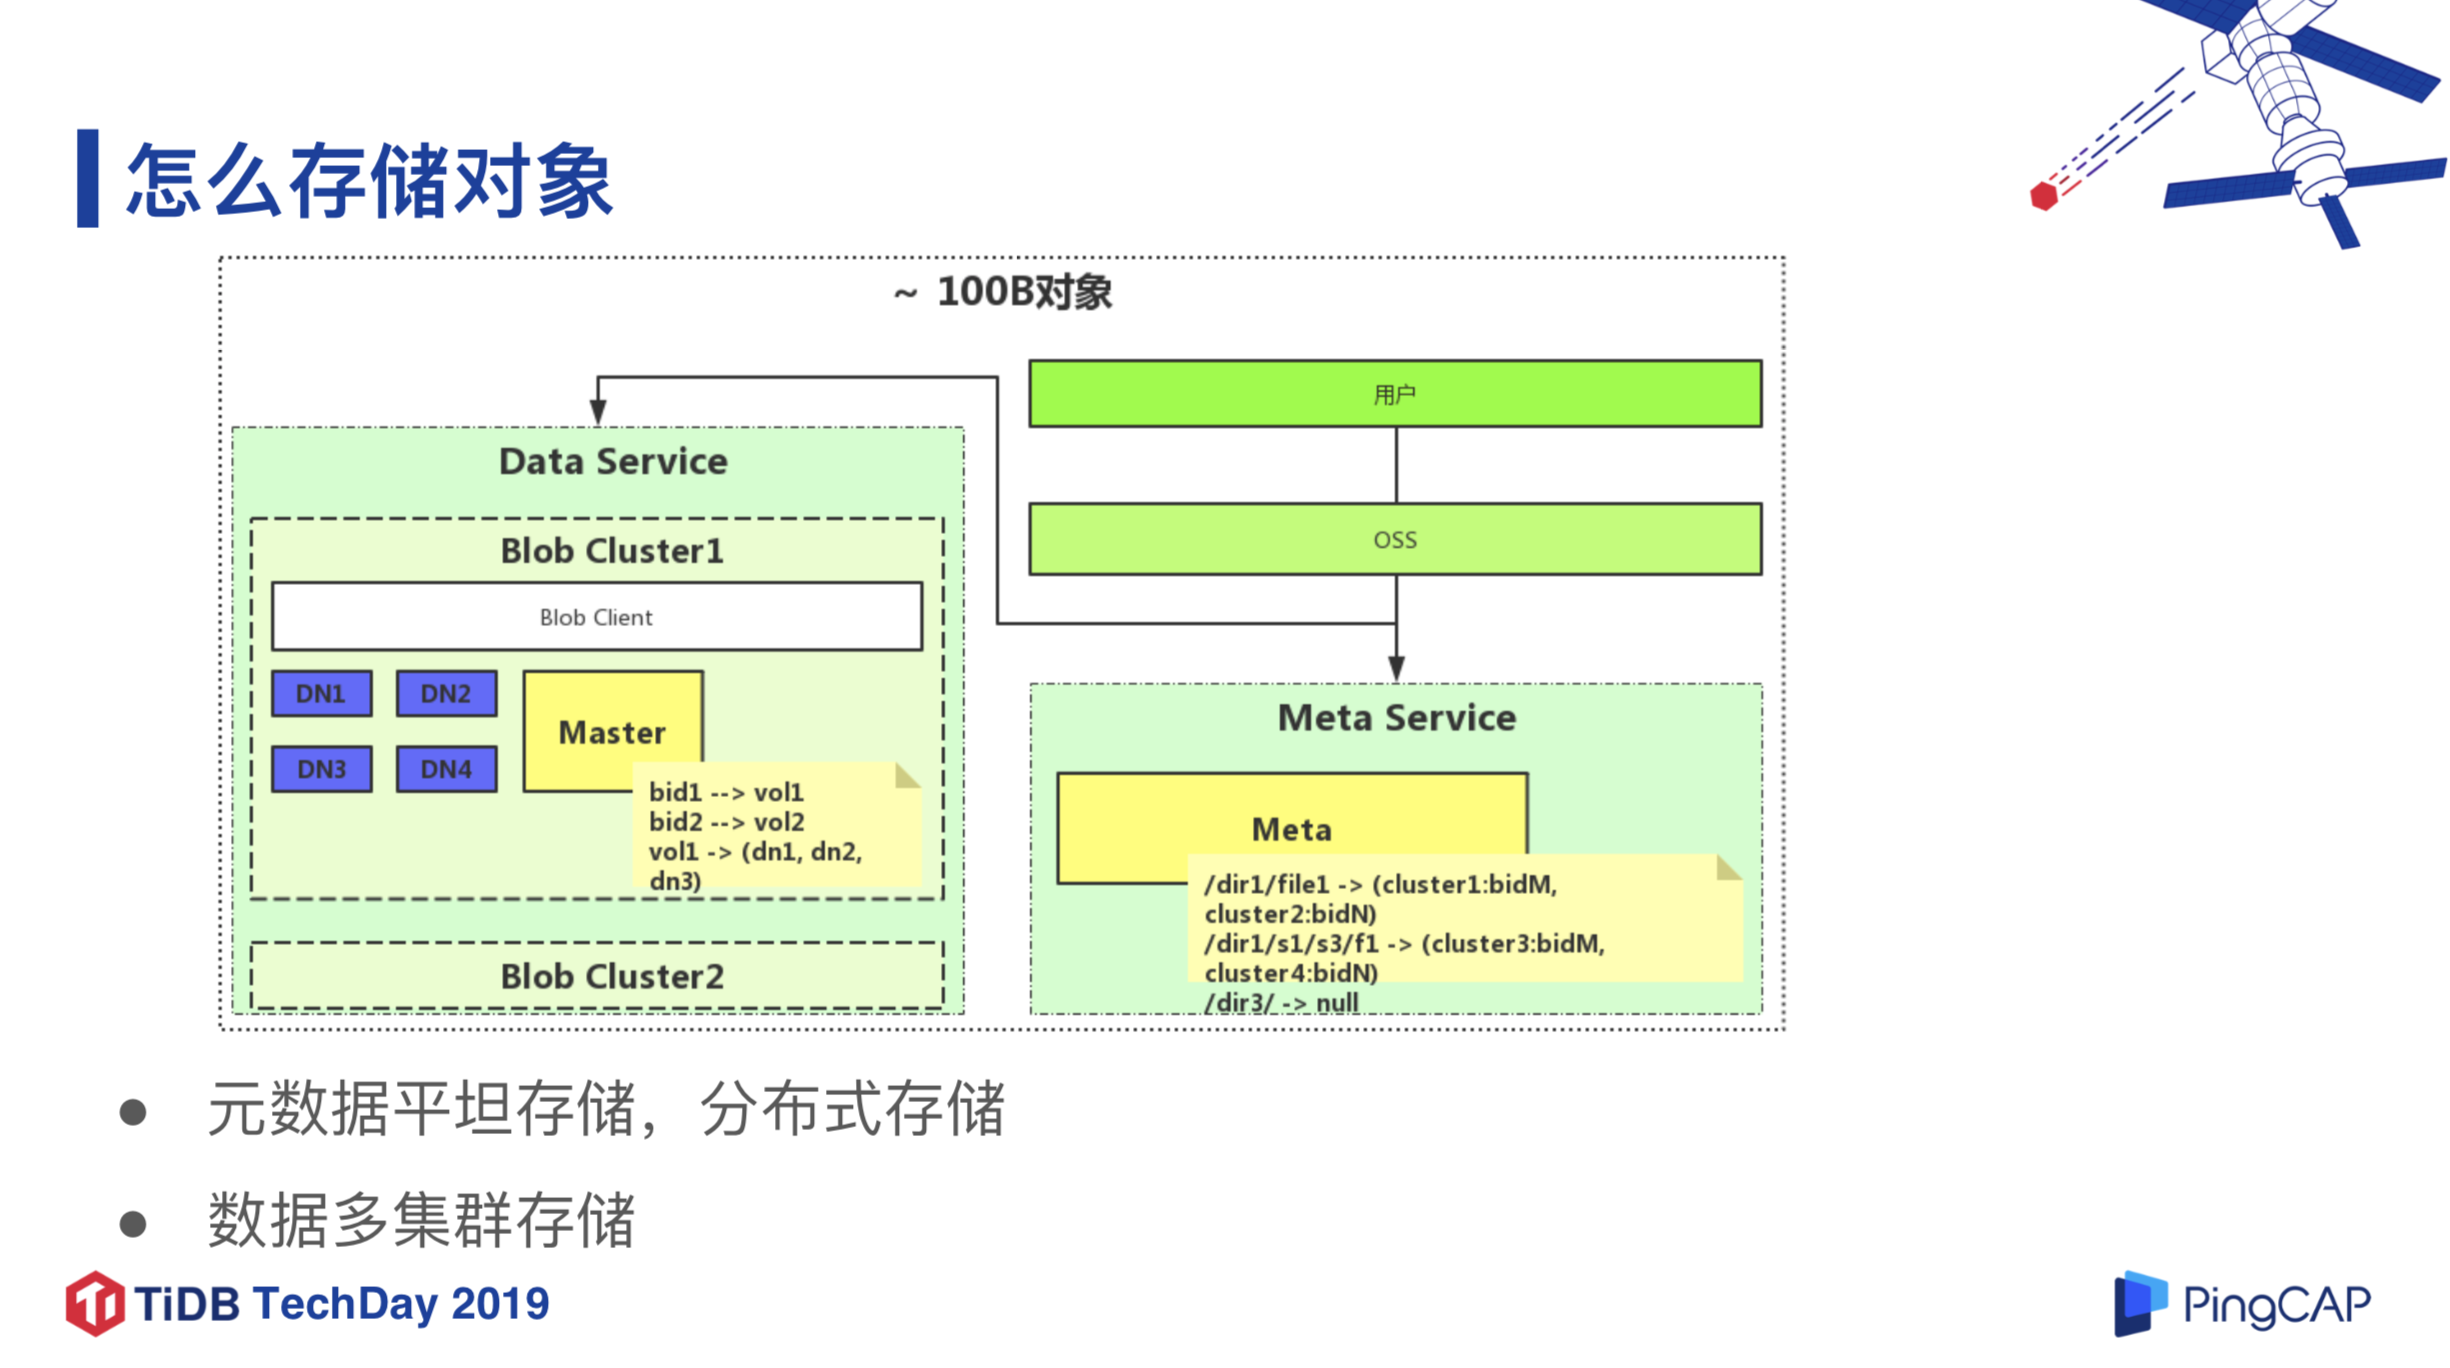 怎么存储对象
~ 100B对象
用户
OSS
Data Service
Blob Cluster1
Blob Client
DN1
DN2
DN3
DN4
Master
bid1 --> vol1
bid2 --> vol2
vol1 -> (dn1, dn2,
dn3)
Blob Cluster2
Meta Service
Meta
/dir1/file1 -> (cluster1:bidM,
cluster2:bidN)
/dir1/s1/s3/f1 -> (cluster3:bidM,
cluster4:bidN)
/dir3/ -> null
● 元数据平坦存储，分布式存储
● 数据多集群存储
TiDB TechDay 2019
PingCAP